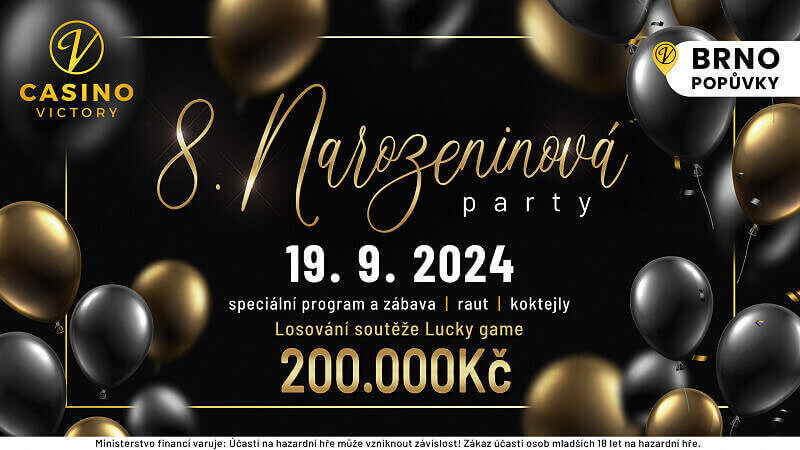 V
CASINO
VICTORY
V
BRNO
POPŮVKY
8. Narozeninová
party
19. 9. 2024
speciální program a zábava | raut | koktejly
Losování soutěže Lucky game
200.000Kč
Ministerstvo financí varuje: Účastí na hazardní hře může vzniknout závislost! Zákaz účasti osob mladších 18 let na hazardní hře.